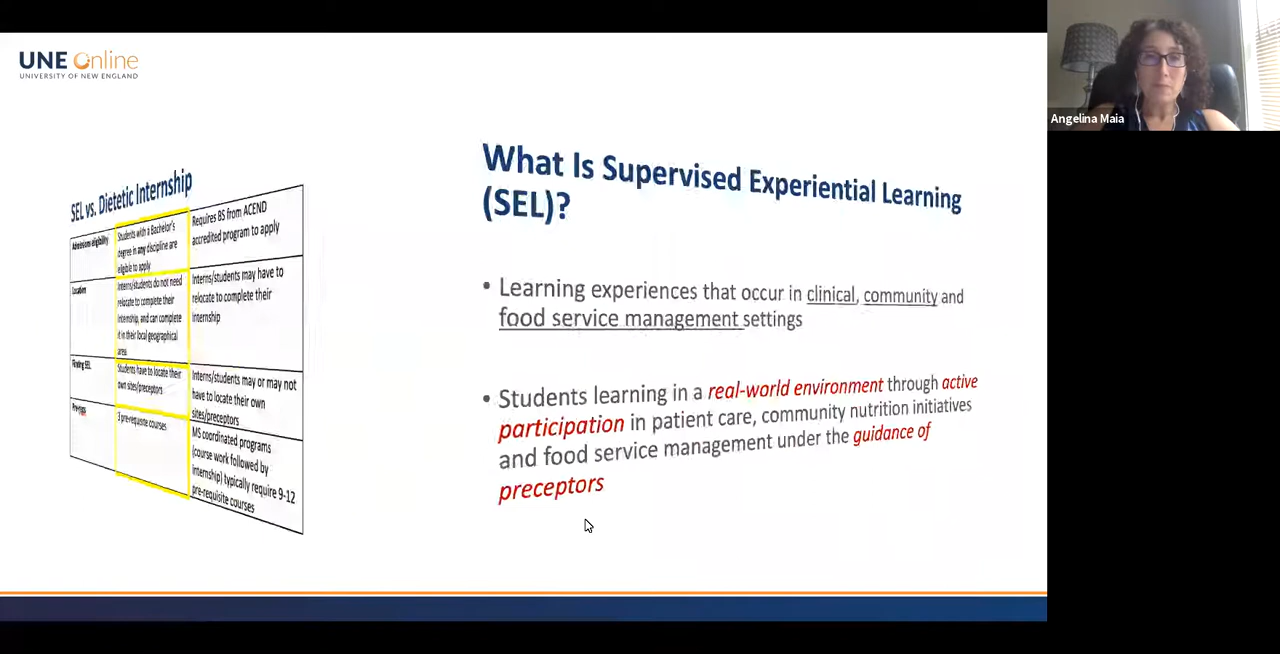 UNE Online
UNIVERSITY OF NEW ENGLAND
Angelina Maia
SEL vs. Dietetic Internship
Admissions eligibility
Students with a Bachelor's
degree in any discipline are
eligible to apply
Requires BS from ACEND
accredited program to apply
Location
Interns/students do not need
relocate to complete their
internship, and can complete
it in their local geographical
area.
Interns/students may have to
relocate to complete their
internship
Finding SEL
Students have to locate their
own sites/preceptors
Interns/students may or may not
have to locate their own
sites/preceptors
3 pre-requisite courses
MS coordinated programs
(course work followed by
internship) typically require 9-12
pre-requisite courses
What Is Supervised Experiential Learning
(SEL)?
• Learning experiences that occur in clinical, community and
food service management settings
• Students learning in a real-world environment through active
participation in patient care, community nutrition initiatives
and food service management under the guidance of
preceptors